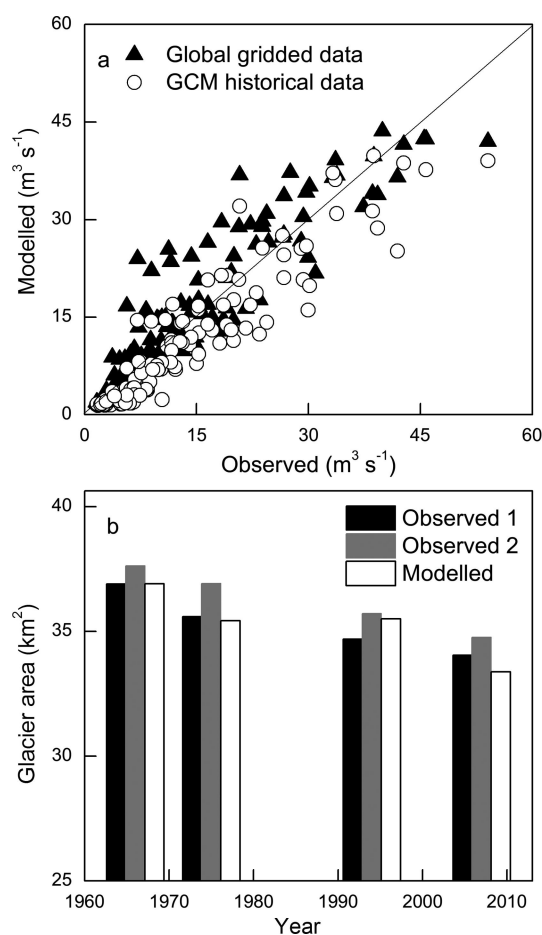 a
Global gridded data
GCM historical data
60
45
30
15
0
Modelled (m³ s⁻¹)
0 15 30 45 60
Observed (m³ s⁻¹)
b
Observed 1
Observed 2
Modelled
40
35
30
25
Glacier area (km²)
1960 1970 1980 1990 2000 2010
Year